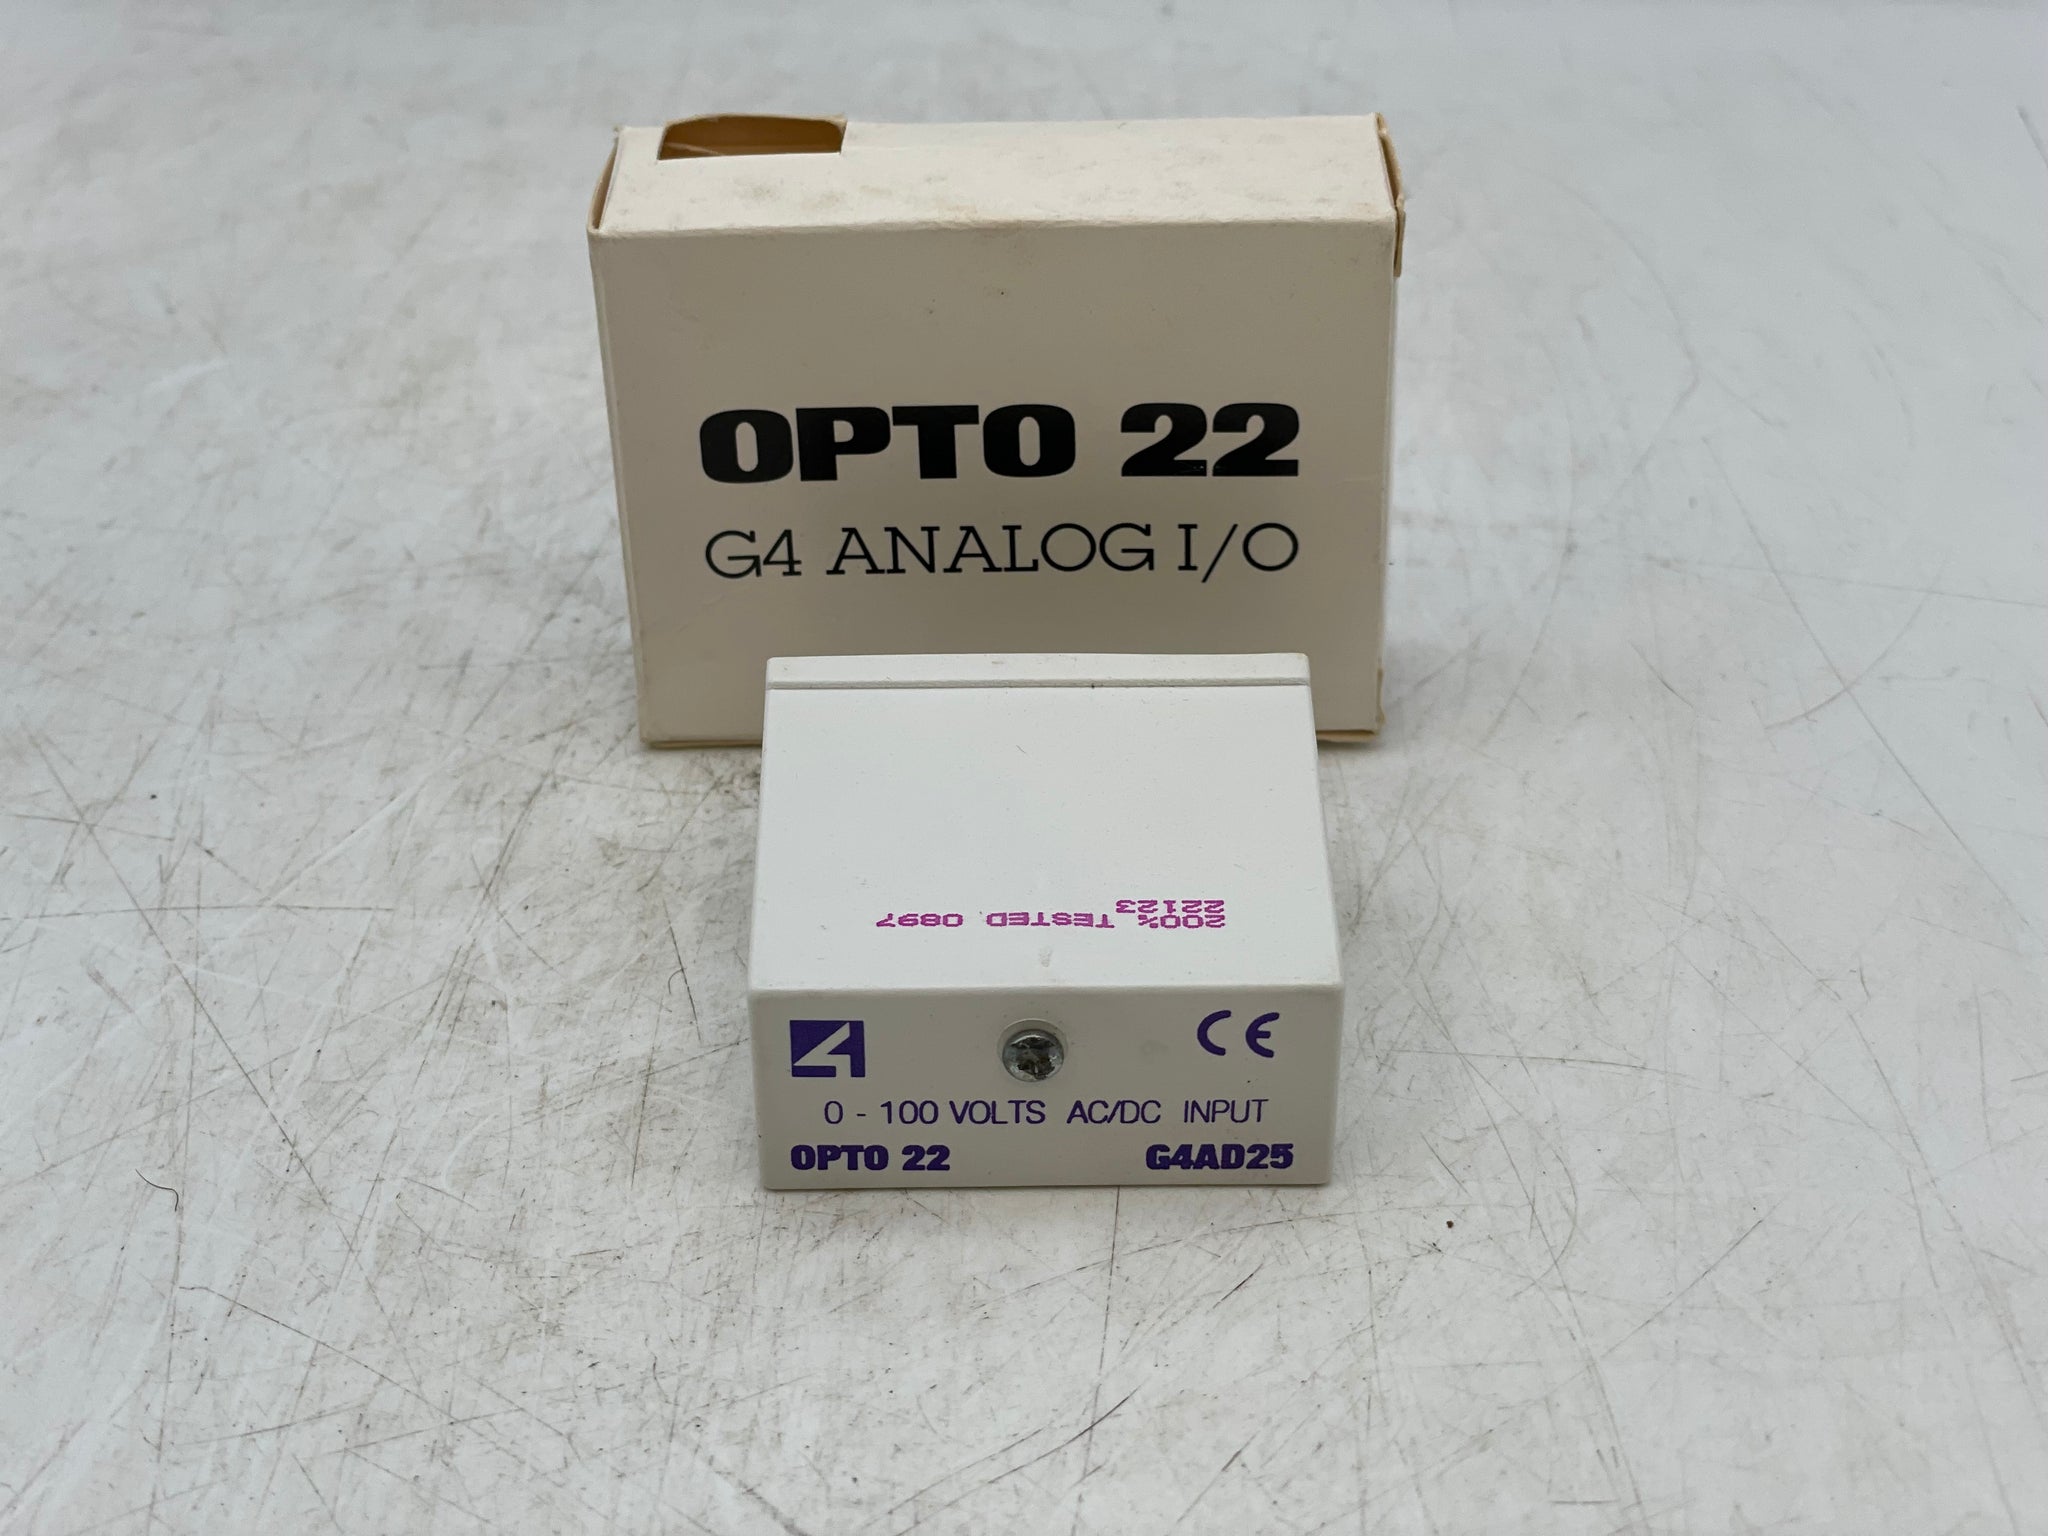 OPTO 22
G4 ANALOG I/O
200% TESTED 0897
22123
4
CE
0 - 100 VOLTS AC/DC INPUT
OPTO 22 G4AD25